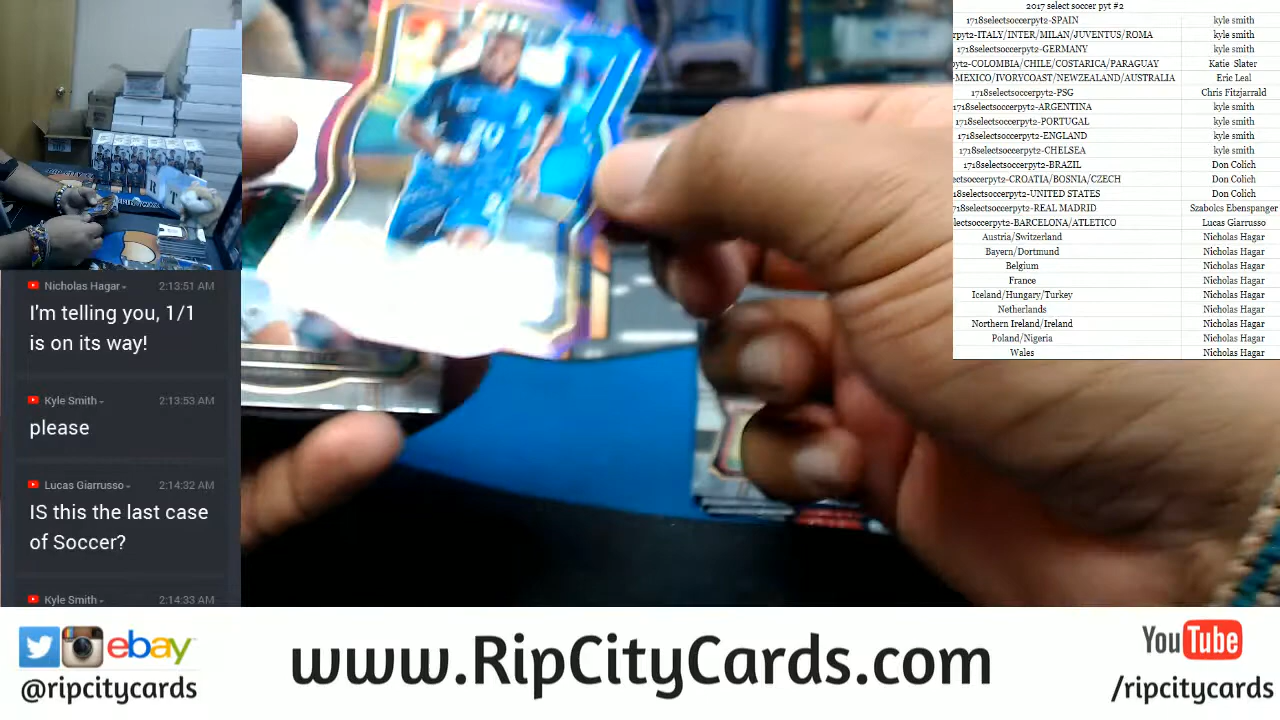 2017 select soccer pyt #2
1718selectsoccerpyt2-SPAIN kyle smith
pyt2-ITALY/INTER/MILAN/JUVENTUS/ROMA kyle smith
1718selectsoccerpyt2-GERMANY kyle smith
pyt2-COLOMBIA/CHILE/COSTARICA/PARAGUAY Katie Slater
-MEXICO/IVORYCOAST/NEWZEALAND/AUSTRALIA Eric Leal
1718selectsoccerpyt2-PSG Chris Fitzjarrald
1718selectsoccerpyt2-ARGENTINA kyle smith
1718selectsoccerpyt2-PORTUGAL kyle smith
1718selectsoccerpyt2-ENGLAND kyle smith
1718selectsoccerpyt2-CHELSEA kyle smith
1718selectsoccerpyt2-BRAZIL Don Colich
selectsoccerpyt2-CROATIA/BOSNIA/CZECH Don Colich
18selectsoccerpyt2-UNITED STATES Don Colich
1718selectsoccerpyt2-REAL MADRID Szabolcs Ebenspanger
lectsoccerpyt2-BARCELONA/ATLETICO Lucas Giarrusso
Austria/Switzerland Nicholas Hagar
Bayern/Dortmund Nicholas Hagar
Belgium Nicholas Hagar
France Nicholas Hagar
Iceland/Hungary/Turkey Nicholas Hagar
Netherlands Nicholas Hagar
Northern Ireland/Ireland Nicholas Hagar
Poland/Nigeria Nicholas Hagar
Wales Nicholas Hagar
Nicholas Hagar 2:13:51 AM
I'm telling you, 1/1
is on its way!
Kyle Smith 2:13:53 AM
please
Lucas Giarrusso 2:14:32 AM
IS this the last case
of Soccer?
Kyle Smith 2:14:33 AM
ebay
@ripcitycards
www.RipCityCards.com
YouTube
/ripcitycards